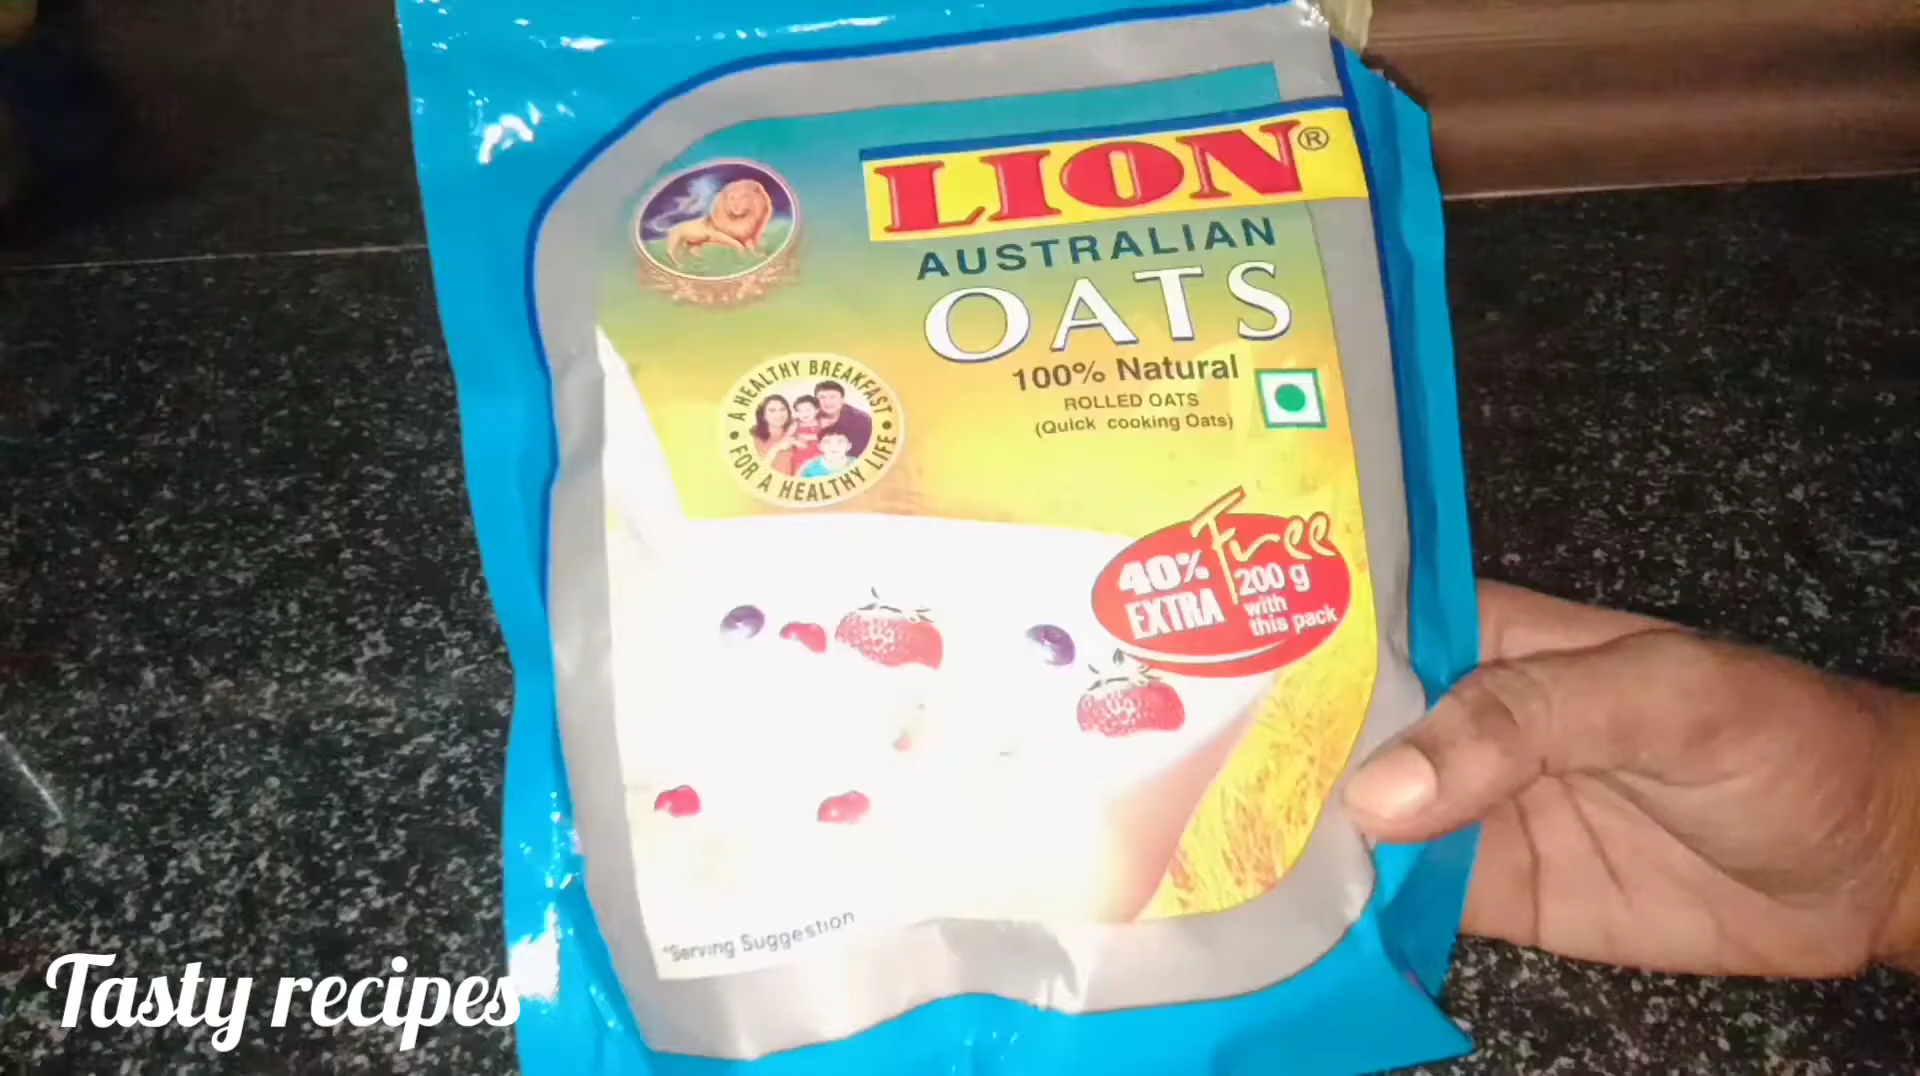 LION®
AUSTRALIAN
OATS
100% Natural
ROLLED OATS
(Quick cooking Oats)
• A HEALTHY BREAKFAST •
FOR A HEALTHY LIFE
40%
EXTRA
Free
200 g
with
this pack
*Serving Suggestion
Tasty recipes